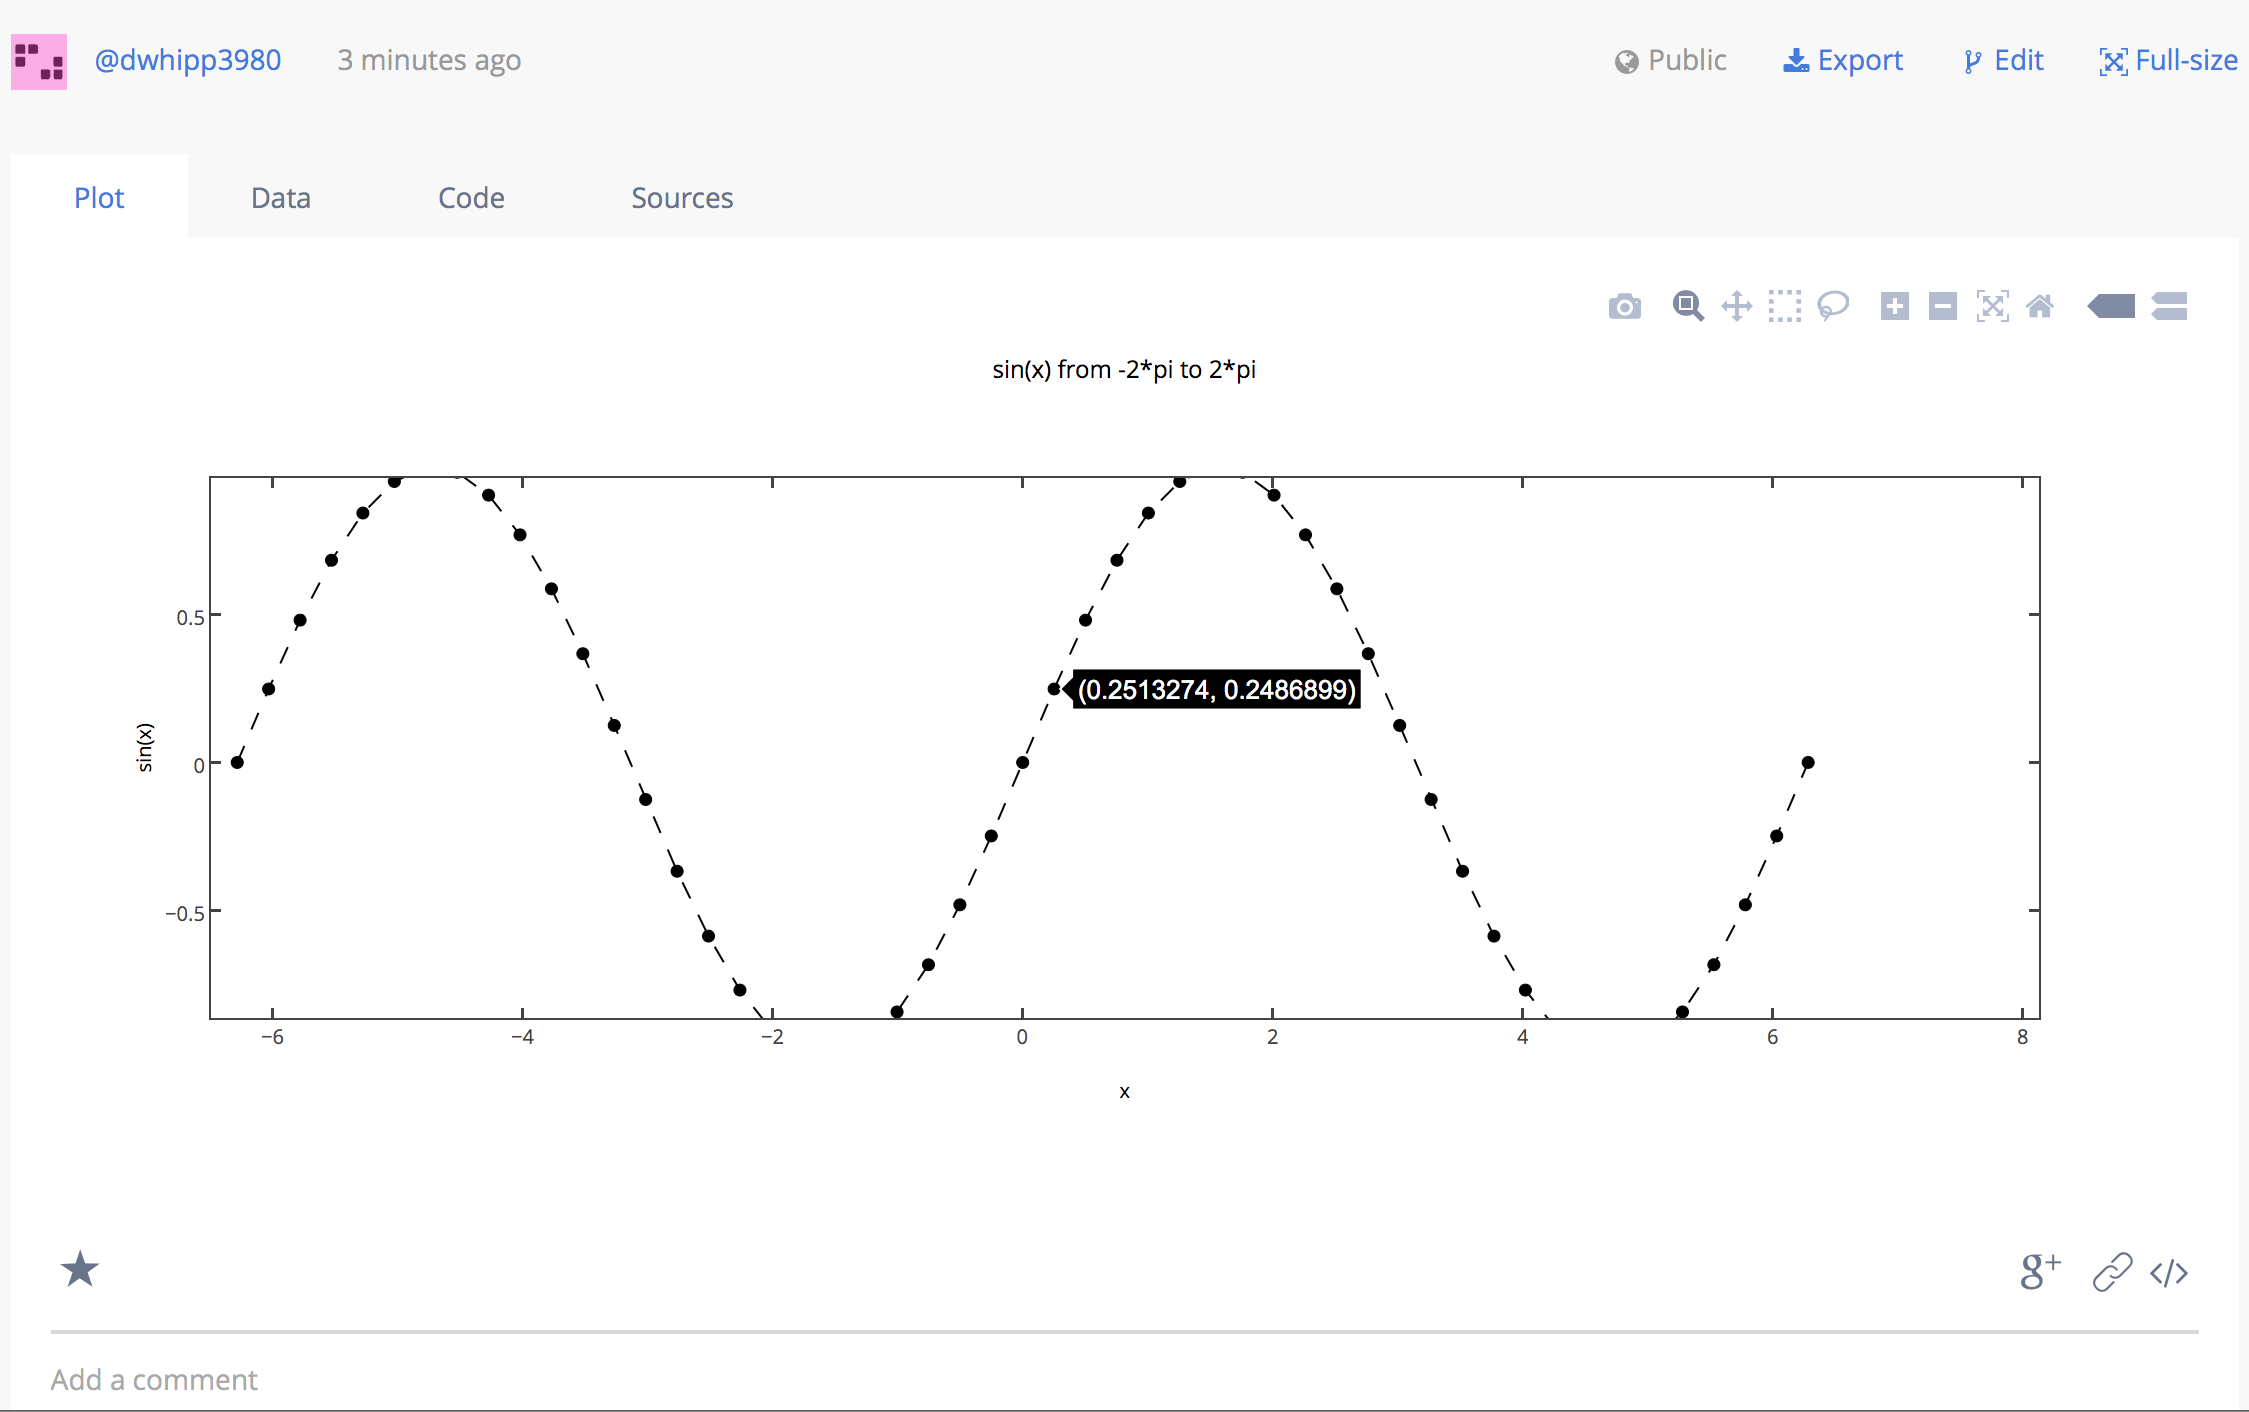 @dwhipp3980 3 minutes ago Public Export Edit Full-size
Plot Data Code Sources
sin(x) from -2*pi to 2*pi
0.5
(0.2513274, 0.2486899)
sin(x)
0
−0.5
−6 −4 −2 0 2 4 6 8
x
g+ </>
Add a comment